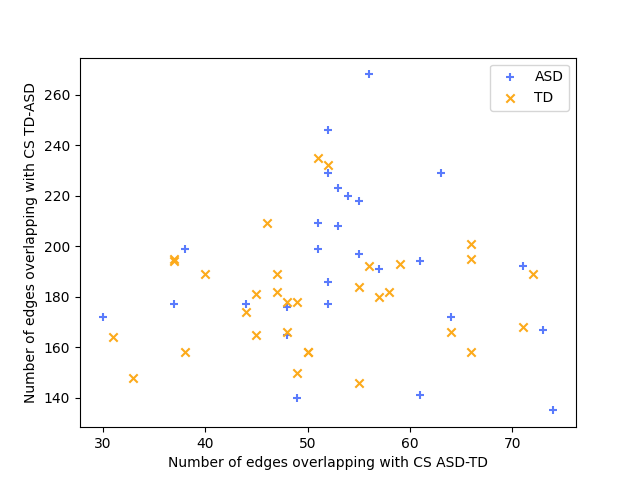 ASD
TD
260
240
220
200
180
160
140
30 40 50 60 70
Number of edges overlapping with CS TD-ASD
Number of edges overlapping with CS ASD-TD